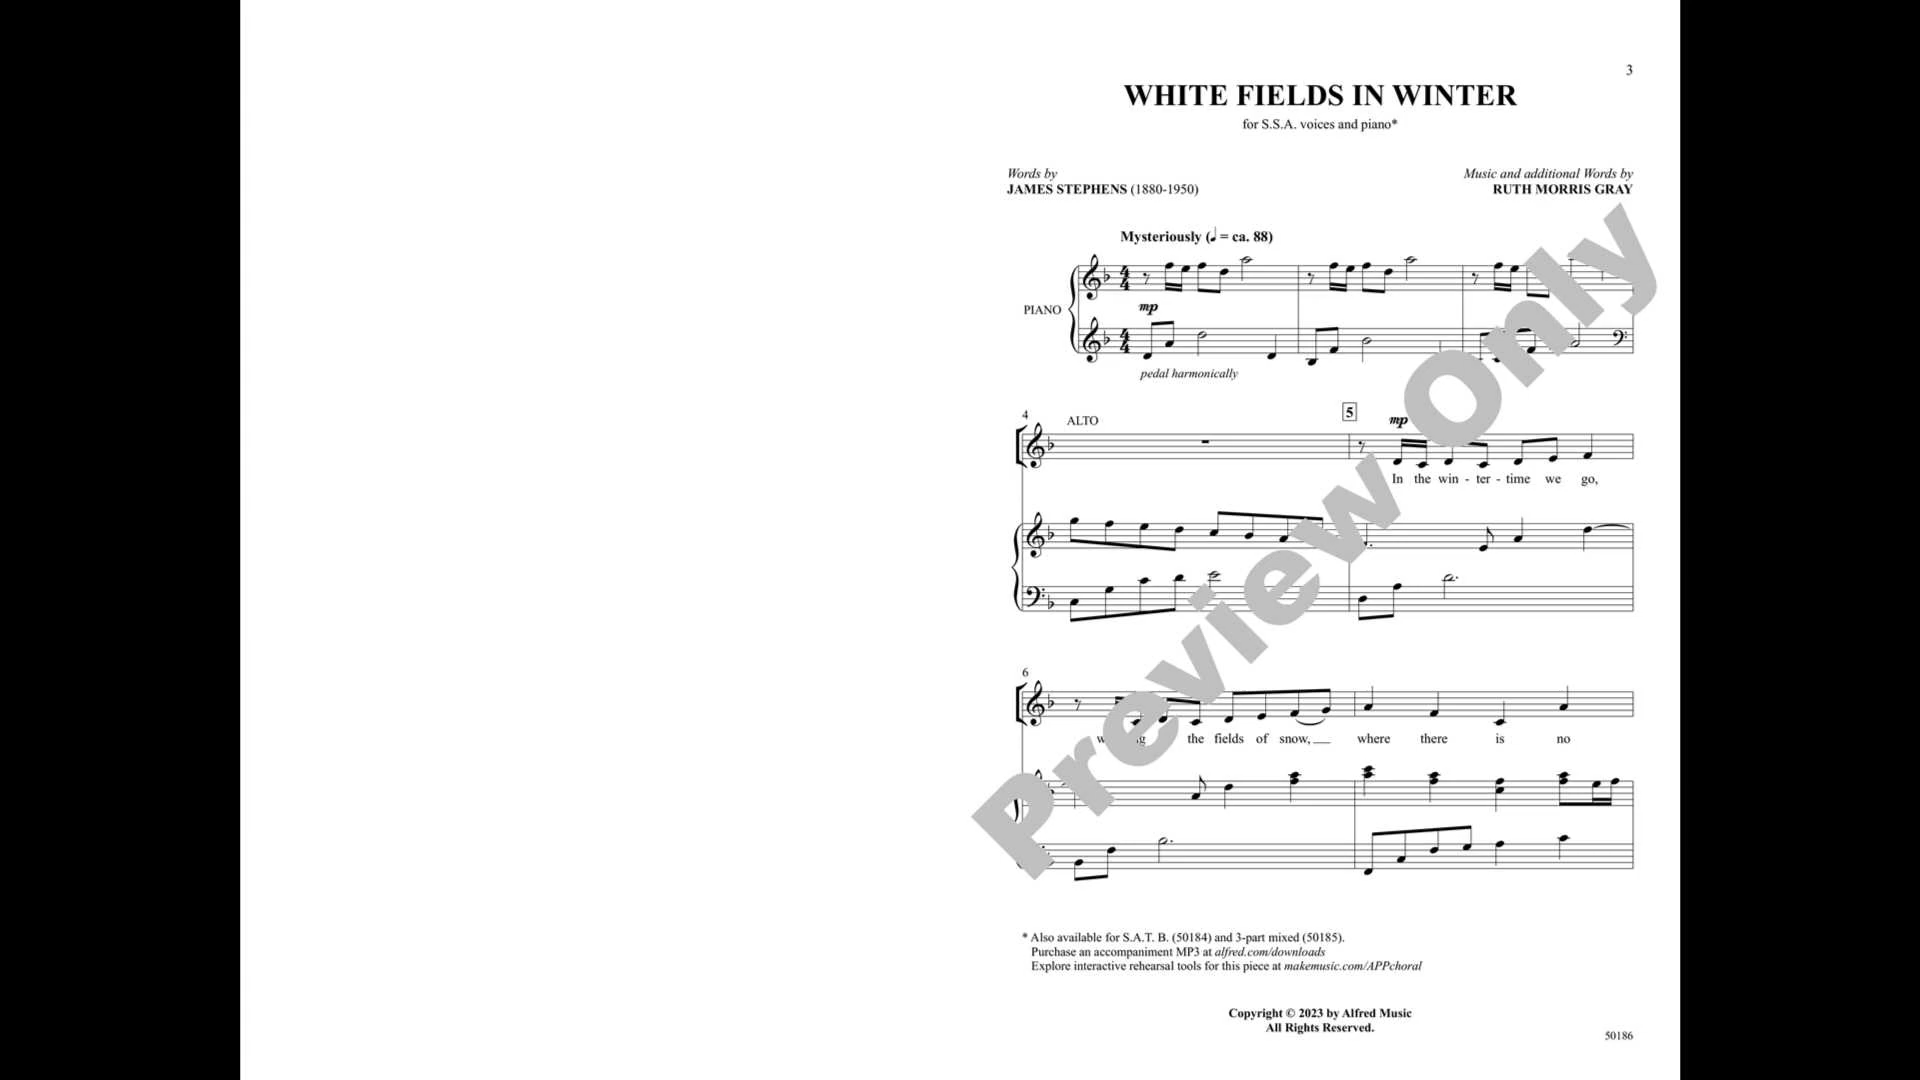 3
WHITE FIELDS IN WINTER
for S.S.A. voices and piano*
Words by
JAMES STEPHENS (1880-1950)
Music and additional Words by
RUTH MORRIS GRAY
Mysteriously (♩ = ca. 88)
PIANO
mp
pedal harmonically
4
ALTO
5
mp
In the win - ter - time we go,
6
the fields of snow, where there is no
Preview Only
* Also available for S.A.T. B. (50184) and 3-part mixed (50185).
Purchase an accompaniment MP3 at alfred.com/downloads
Explore interactive rehearsal tools for this piece at makemusic.com/APPchoral
Copyright © 2023 by Alfred Music
All Rights Reserved.
50186